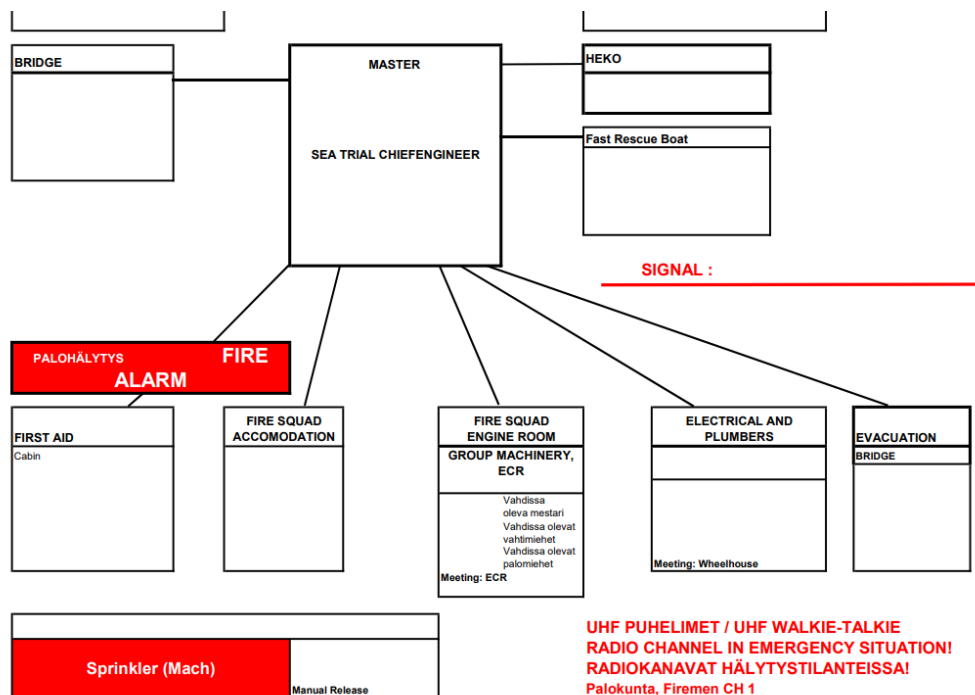 BRIDGE
MASTER
HEKO
SEA TRIAL CHIEFENGINEER
Fast Rescue Boat
SIGNAL :
PALOHÄLYTYS FIRE
ALARM
FIRST AID
Cabin
FIRE SQUAD
ACCOMODATION
FIRE SQUAD
ENGINE ROOM
GROUP MACHINERY,
ECR
Vahdissa
oleva mestari
Vahdissa olevat
vahtimiehet
Vahdissa olevat
palomiehet
Meeting: ECR
ELECTRICAL AND
PLUMBERS
Meeting: Wheelhouse
EVACUATION
BRIDGE
Sprinkler (Mach)
Manual Release
UHF PUHELIMET / UHF WALKIE-TALKIE
RADIO CHANNEL IN EMERGENCY SITUATION!
RADIOKANAVAT HÄLYTYSTILANTEISSA!
Palokunta, Firemen CH 1